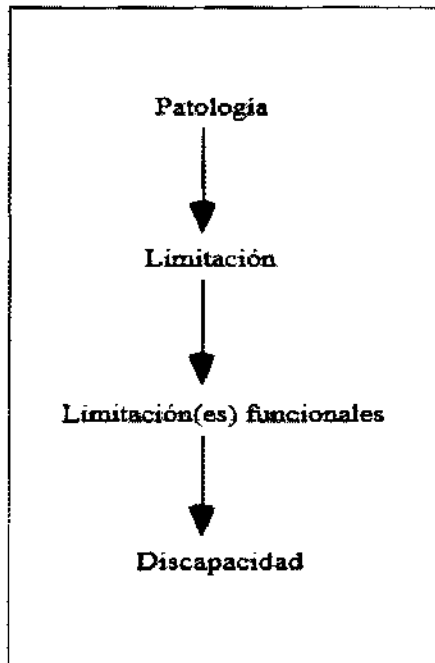 Patología
Limitación
Limitación(es) funcionales
Discapacidad